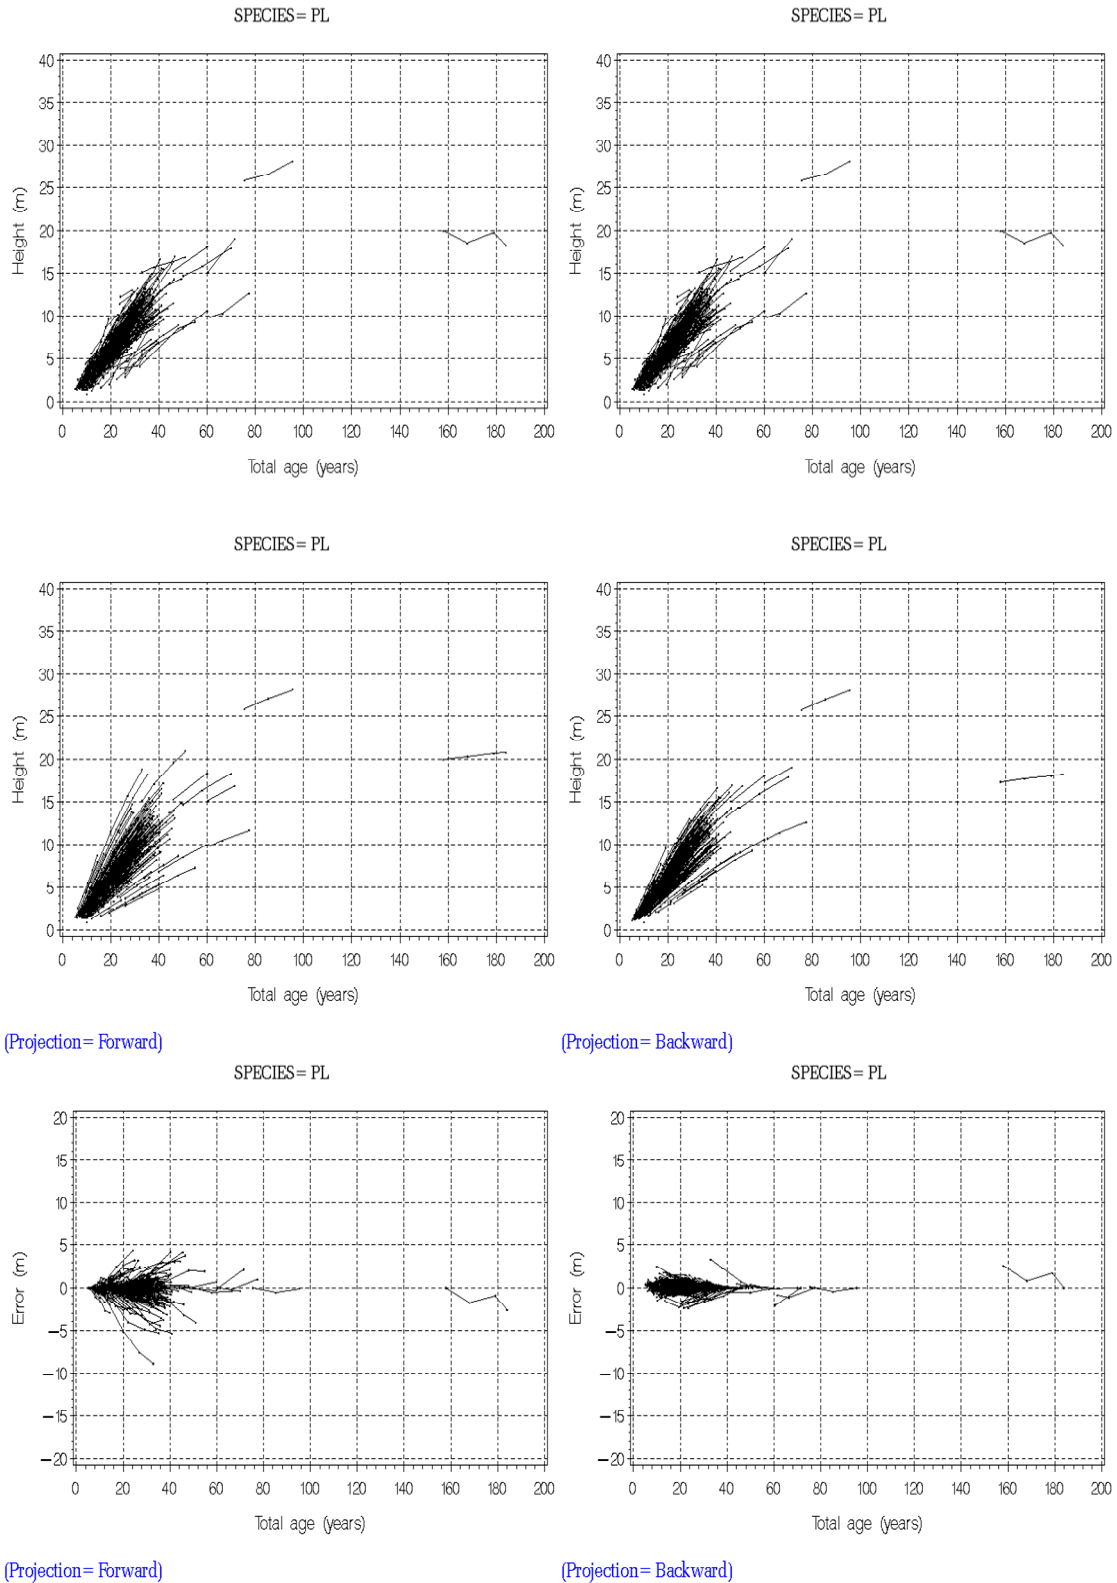 SPECIES= PL
SPECIES= PL
40
35
30
25
20
15
10
5
0
Height (m)
0 20 40 60 80 100 120 140 160 180 200
Total age (years)
40
35
30
25
20
15
10
5
0
Height (m)
0 20 40 60 80 100 120 140 160 180 200
Total age (years)
SPECIES= PL
SPECIES= PL
40
35
30
25
20
15
10
5
0
Height (m)
0 20 40 60 80 100 120 140 160 180 200
Total age (years)
40
35
30
25
20
15
10
5
0
Height (m)
0 20 40 60 80 100 120 140 160 180 200
Total age (years)
(Projection= Forward)
(Projection= Backward)
SPECIES= PL
SPECIES= PL
20
15
10
5
0
−5
−10
−15
−20
Error (m)
0 20 40 60 80 100 120 140 160 180 200
Total age (years)
20
15
10
5
0
−5
−10
−15
−20
Error (m)
0 20 40 60 80 100 120 140 160 180 200
Total age (years)
(Projection= Forward)
(Projection= Backward)